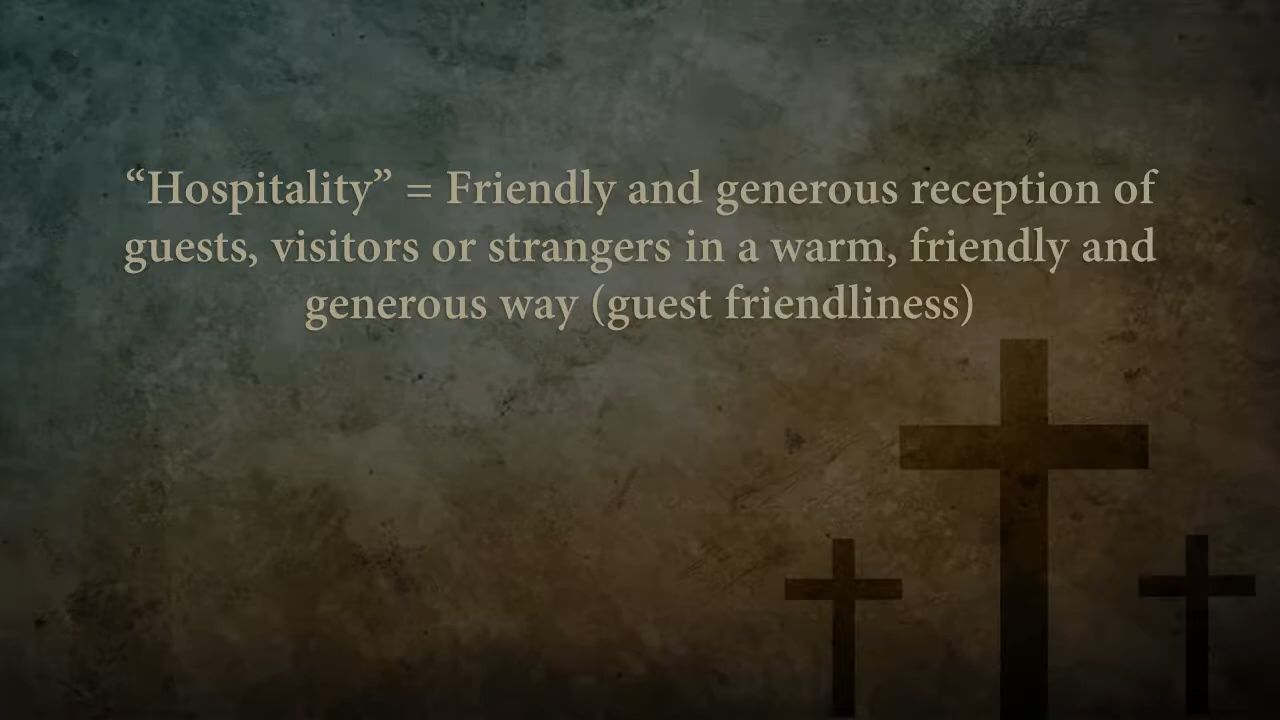 “Hospitality” = Friendly and generous reception of
guests, visitors or strangers in a warm, friendly and
generous way (guest friendliness)